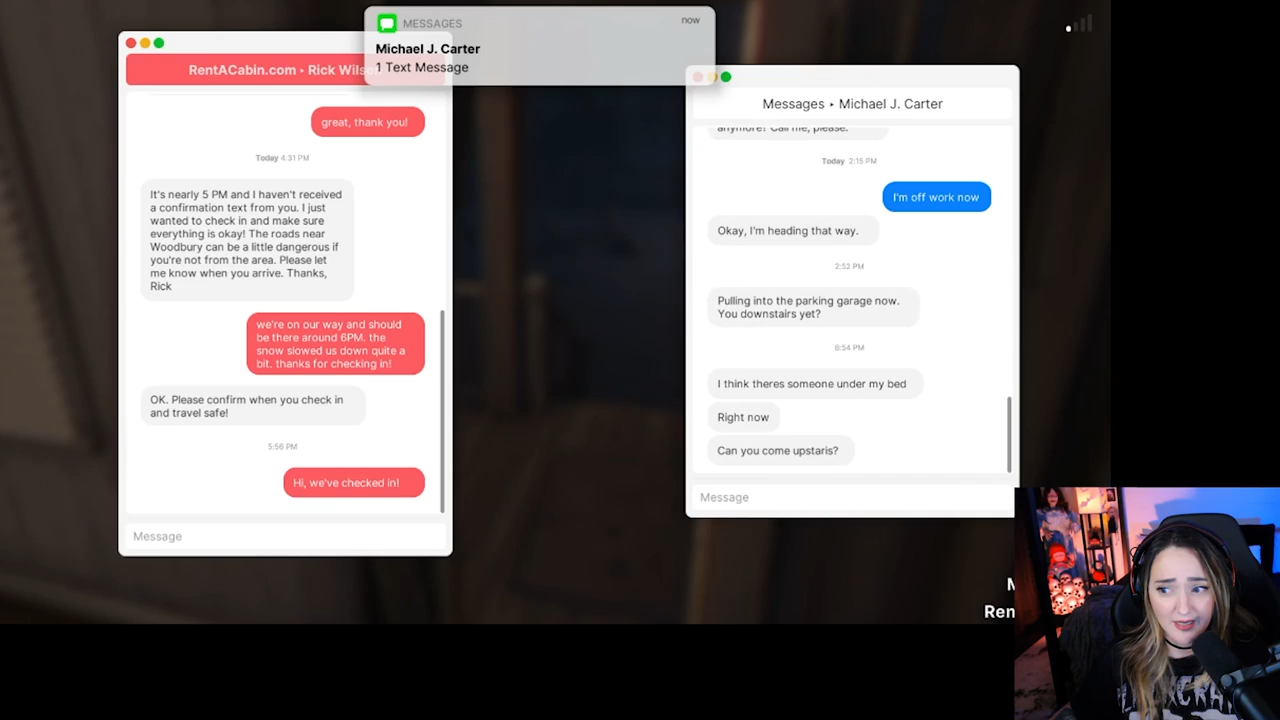 MESSAGES
now
Michael J. Carter
1 Text Message
RentACabin.com ▸ Rick
great, thank you!
Today 4:31 PM
It's nearly 5 PM and I haven't received
a confirmation text from you. I just
wanted to check in and make sure
everything is okay! The roads near
Woodbury can be a little dangerous if
you're not from the area. Please let
me know when you arrive. Thanks,
Rick
we're on our way and should
be there around 6PM. the
snow slowed us down quite a
bit. thanks for checking in!
OK. Please confirm when you check in
and travel safe!
5:56 PM
Hi, we've checked in!
Message
Messages ▸ Michael J. Carter
anymore? Call me, please.
Today 2:15 PM
I'm off work now
Okay, I'm heading that way.
2:52 PM
Pulling into the parking garage now.
You downstairs yet?
8:54 PM
I think theres someone under my bed
Right now
Can you come upstaris?
Message